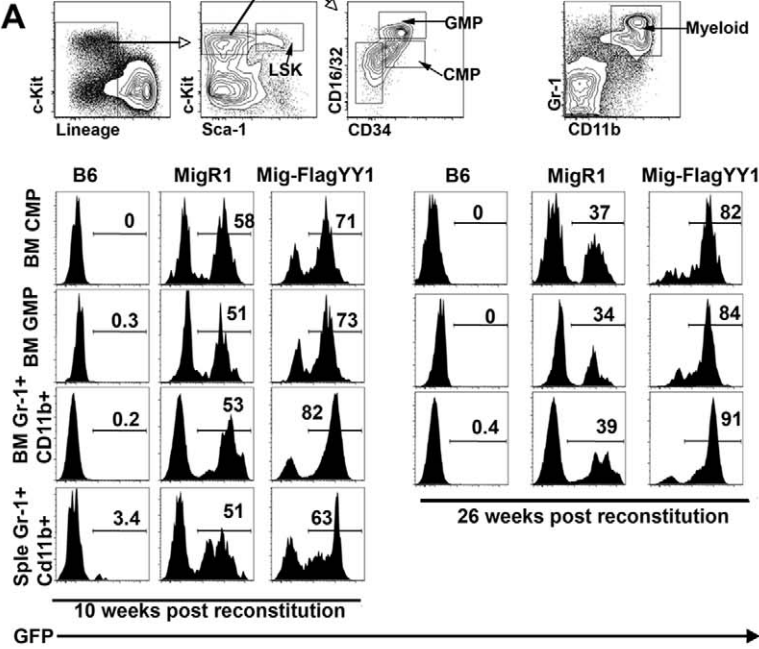 A
c-Kit
Lineage
c-Kit
LSK
Sca-1
CD16/32
GMP
CMP
CD34
Gr-1
Myeloid
CD11b
B6 MigR1 Mig-FlagYY1 B6 MigR1 Mig-FlagYY1
BM CMP 0 58 71 0 37 82
BM GMP 0.3 51 73 0 34 84
BM Gr-1+ CD11b+ 0.2 53 82 0.4 39 91
Sple Gr-1+ Cd11b+ 3.4 51 63
26 weeks post reconstitution
10 weeks post reconstitution
GFP